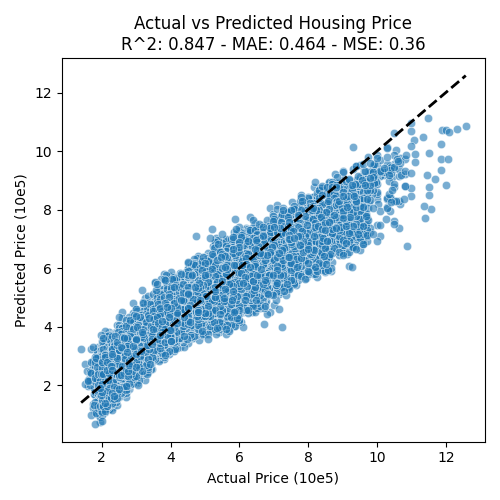 Actual vs Predicted Housing Price
R^2: 0.847 - MAE: 0.464 - MSE: 0.36
Predicted Price (10e5)
12
10
8
6
4
2
2 4 6 8 10 12
Actual Price (10e5)